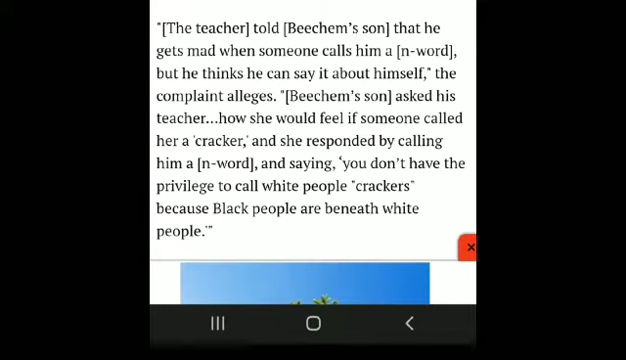 "[The teacher] told [Beechem’s son] that he
gets mad when someone calls him a [n-word],
but he thinks he can say it about himself," the
complaint alleges. "[Beechem’s son] asked his
teacher…how she would feel if someone called
her a 'cracker,' and she responded by calling
him a [n-word], and saying, ‘you don’t have the
privilege to call white people "crackers"
because Black people are beneath white
people.'"